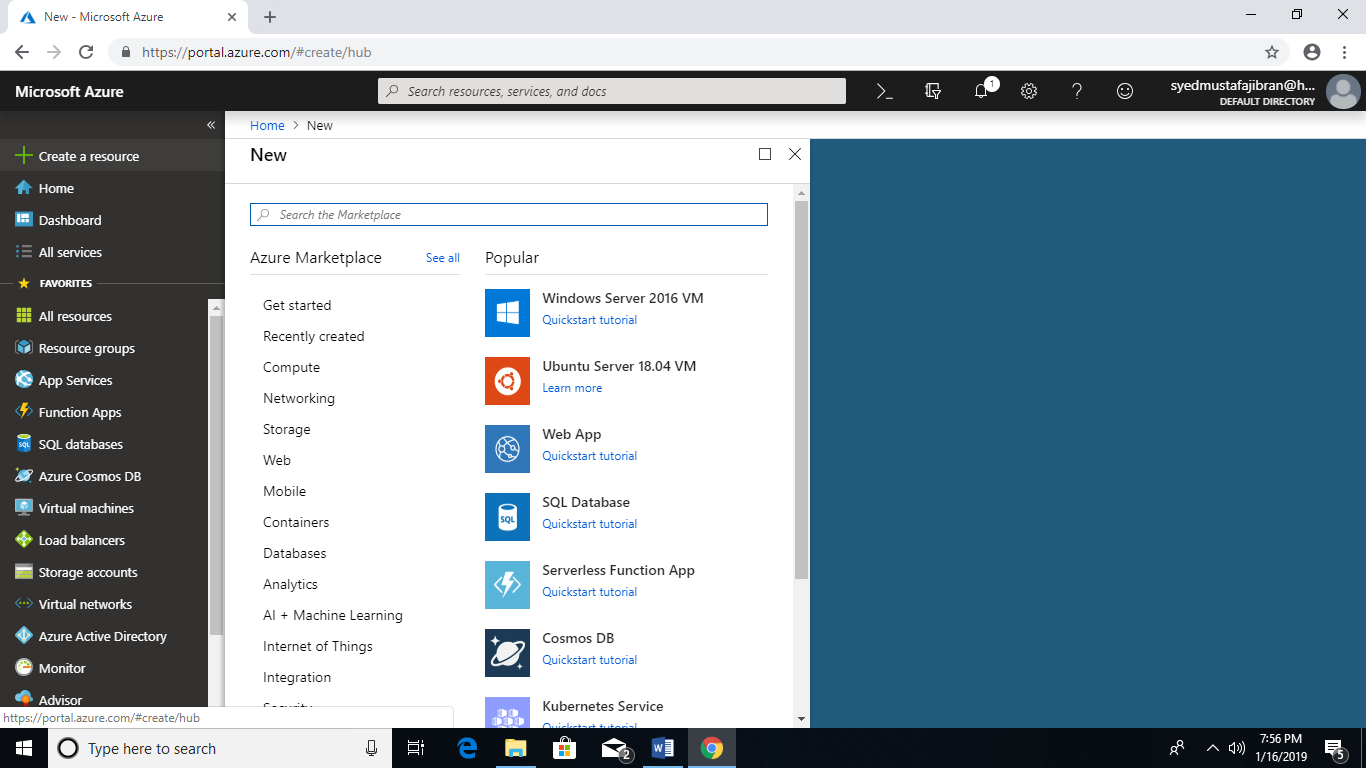 New - Microsoft Azure
https://portal.azure.com/#create/hub
Microsoft Azure
Search resources, services, and docs
1
syedmustafajibran@h...
DEFAULT DIRECTORY
Home > New
Create a resource
Home
Dashboard
All services
FAVORITES
All resources
Resource groups
App Services
Function Apps
SQL databases
Azure Cosmos DB
Virtual machines
Load balancers
Storage accounts
Virtual networks
Azure Active Directory
Monitor
Advisor
https://portal.azure.com/#create/hub
New
Search the Marketplace
Azure Marketplace
See all
Get started
Recently created
Compute
Networking
Storage
Web
Mobile
Containers
Databases
Analytics
AI + Machine Learning
Internet of Things
Integration
Security
Popular
Windows Server 2016 VM
Quickstart tutorial
Ubuntu Server 18.04 VM
Learn more
Web App
Quickstart tutorial
SQL
SQL Database
Quickstart tutorial
Serverless Function App
Quickstart tutorial
Cosmos DB
Quickstart tutorial
Kubernetes Service
Quickstart tutorial
Type here to search
2
7:56 PM
1/16/2019
5